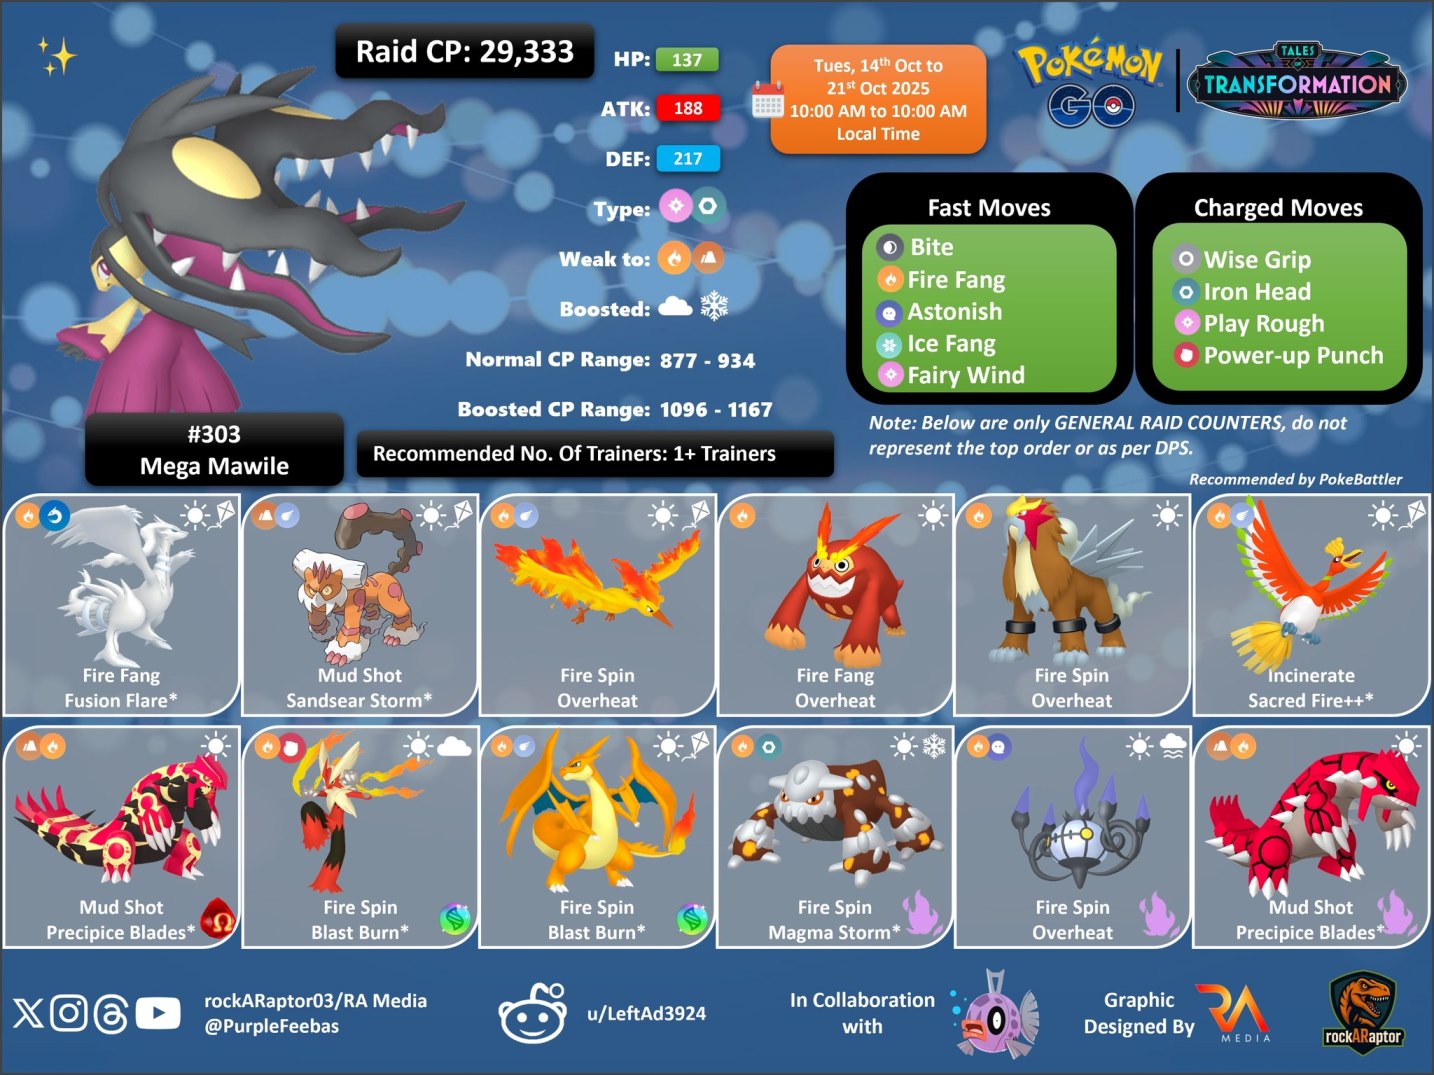 Raid CP: 29,333
HP: 137
ATK: 188
DEF: 217
Type:
Weak to:
Boosted:
Normal CP Range: 877 - 934
Boosted CP Range: 1096 - 1167
Tues, 14th Oct to
21st Oct 2025
10:00 AM to 10:00 AM
Local Time
POKéMON
GO
TALES
OF
TRANSFORMATION
Fast Moves
Bite
Fire Fang
Astonish
Ice Fang
Fairy Wind
Charged Moves
Wise Grip
Iron Head
Play Rough
Power-up Punch
#303
Mega Mawile
Recommended No. Of Trainers: 1+ Trainers
Note: Below are only GENERAL RAID COUNTERS, do not
represent the top order or as per DPS.
Recommended by PokeBattler
Fire Fang
Fusion Flare*
Mud Shot
Sandsear Storm*
Fire Spin
Overheat
Fire Fang
Overheat
Fire Spin
Overheat
Incinerate
Sacred Fire++*
Mud Shot
Precipice Blades*
Fire Spin
Blast Burn*
Fire Spin
Blast Burn*
Fire Spin
Magma Storm*
Fire Spin
Overheat
Mud Shot
Precipice Blades*
rockARaptor03/RA Media
@PurpleFeebas
u/LeftAd3924
In Collaboration
with
Graphic
Designed By
RA
MEDIA
rockARaptor